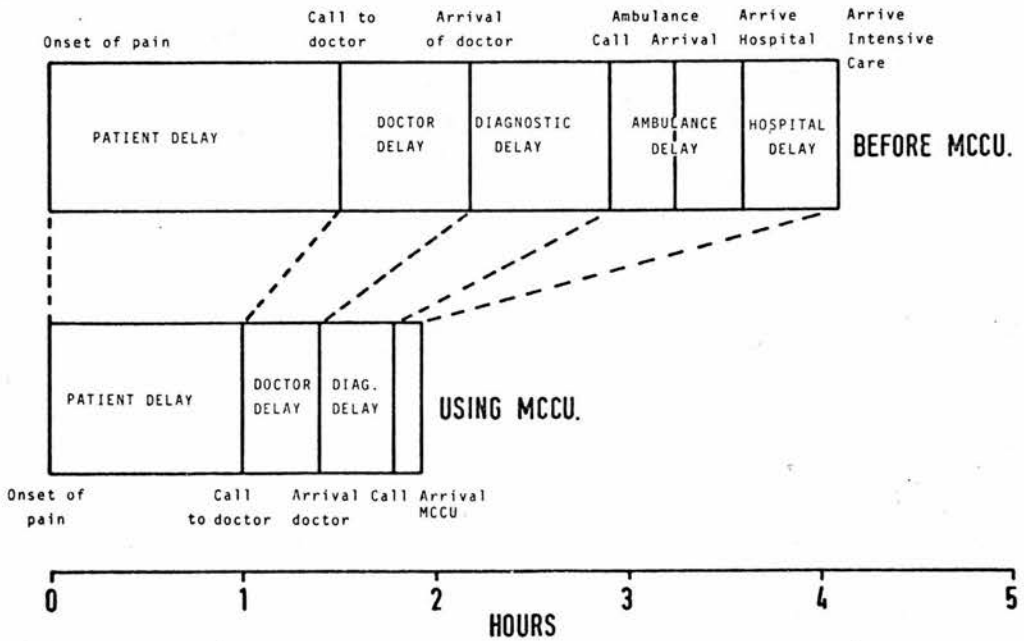 Onset of pain
Call to
doctor
Arrival
of doctor
Ambulance
Call Arrival
Arrive
Hospital
Arrive
Intensive
Care
PATIENT DELAY
DOCTOR
DELAY
DIAGNOSTIC
DELAY
AMBULANCE
DELAY
HOSPITAL
DELAY
BEFORE MCCU.
PATIENT DELAY
DOCTOR
DELAY
DIAG.
DELAY
USING MCCU.
Onset of
pain
Call
to doctor
Arrival
doctor
Call
Arrival
MCCU
0 1 2 3 4 5
HOURS